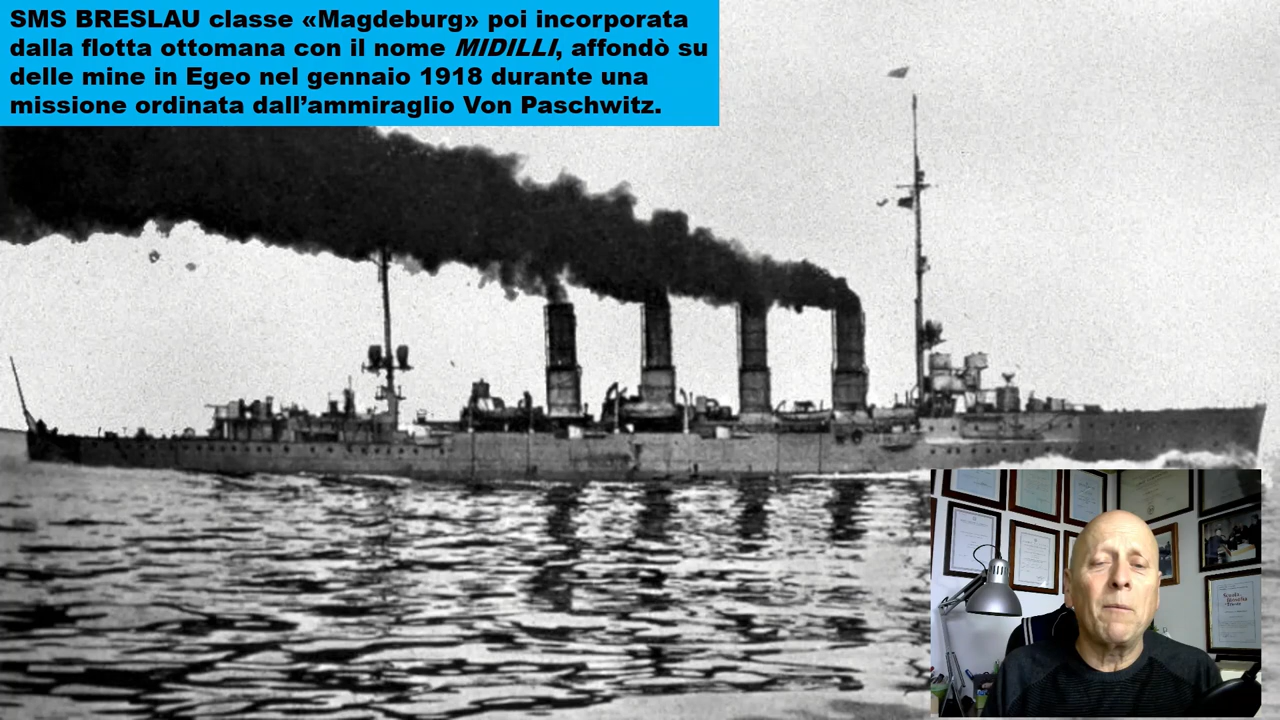 SMS BRESLAU classe «Magdeburg» poi incorporata
dalla flotta ottomana con il nome MIDILLI, affondò su
delle mine in Egeo nel gennaio 1918 durante una
missione ordinata dall’ammiraglio Von Paschwitz.